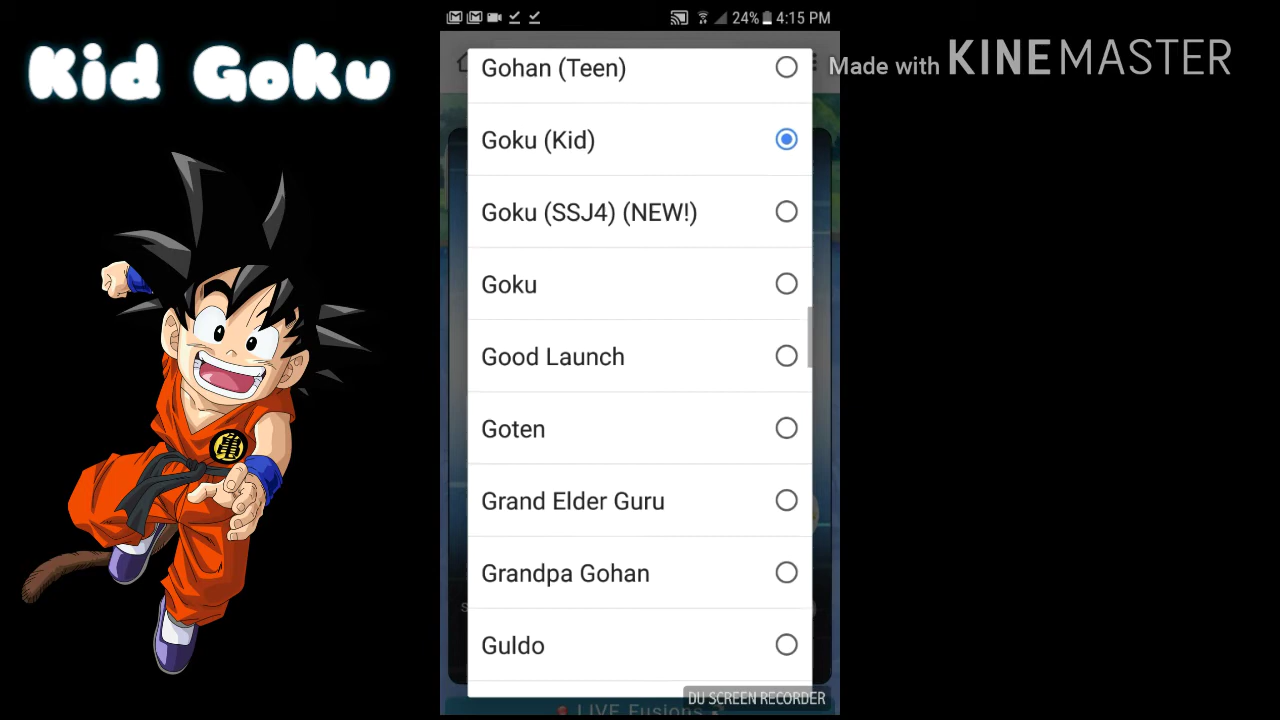 Kid Goku
24% 4:15 PM
Made with KINEMASTER
Gohan (Teen)
Goku (Kid)
Goku (SSJ4) (NEW!)
Goku
Good Launch
Goten
Grand Elder Guru
Grandpa Gohan
Guldo
亀
DU SCREEN RECORDER
LIVE Fusions